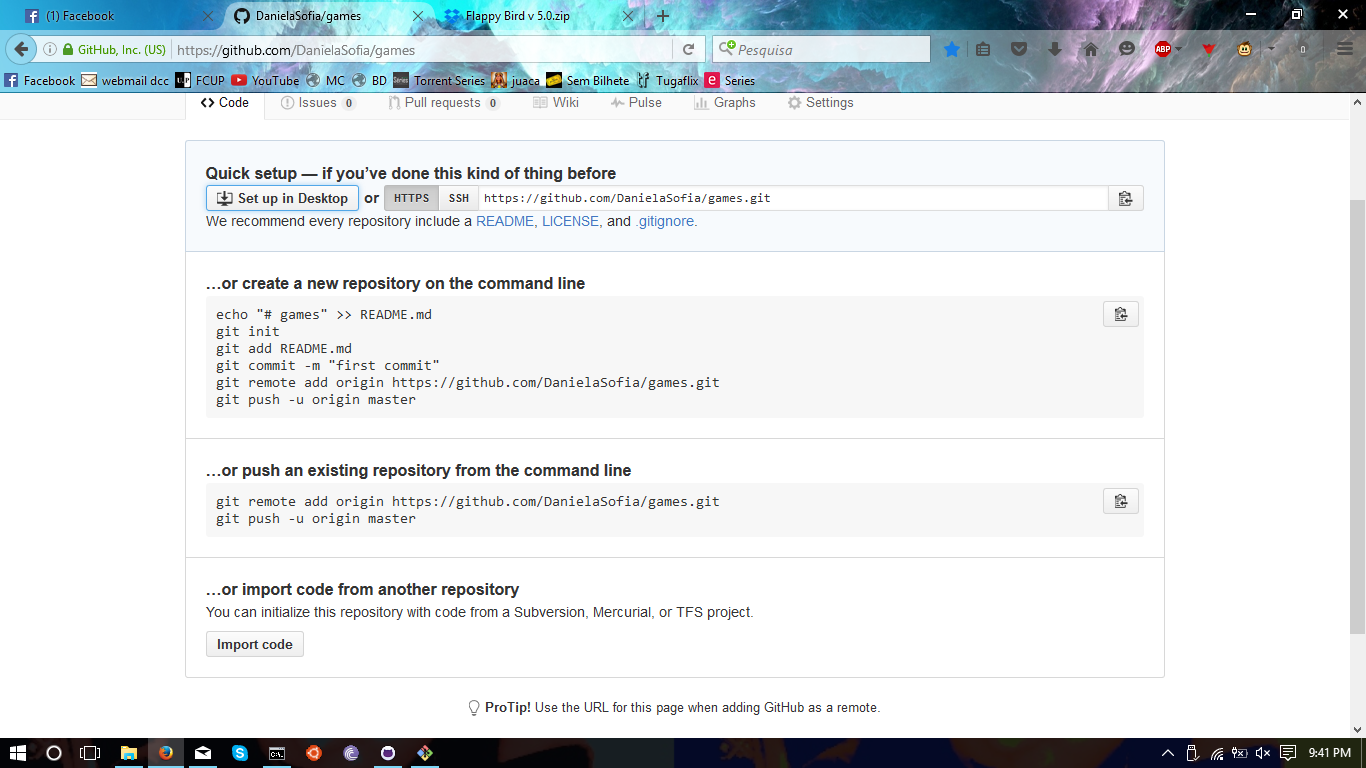 (1) Facebook
DanielaSofia/games
Flappy Bird v 5.0.zip
GitHub, Inc. (US)
https://github.com/DanielaSofia/games
Pesquisa
ABP
0
Facebook
webmail dcc
FCUP
YouTube
MC
BD
Torrent Series
juaca
Sem Bilhete
Tugaflix
Series
Code
Issues 0
Pull requests 0
Wiki
Pulse
Graphs
Settings
Quick setup — if you’ve done this kind of thing before
Set up in Desktop or HTTPS SSH https://github.com/DanielaSofia/games.git
We recommend every repository include a README, LICENSE, and .gitignore.
…or create a new repository on the command line
echo "# games" >> README.md
git init
git add README.md
git commit -m "first commit"
git remote add origin https://github.com/DanielaSofia/games.git
git push -u origin master
…or push an existing repository from the command line
git remote add origin https://github.com/DanielaSofia/games.git
git push -u origin master
…or import code from another repository
You can initialize this repository with code from a Subversion, Mercurial, or TFS project.
Import code
ProTip! Use the URL for this page when adding GitHub as a remote.
9:41 PM